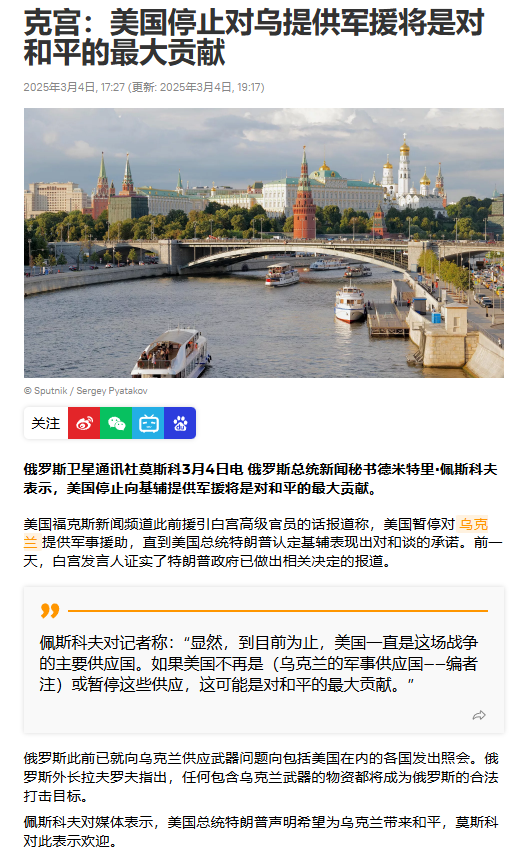 克宫：美国停止对乌提供军援将是对
和平的最大贡献
2025年3月4日, 17:27 (更新: 2025年3月4日, 19:17)
© Sputnik / Sergey Pyatakov
关注
俄罗斯卫星通讯社莫斯科3月4日电 俄罗斯总统新闻秘书德米特里·佩斯科夫
表示，美国停止向基辅提供军援将是对和平的最大贡献。
美国福克斯新闻频道此前援引白宫高级官员的话报道称，美国暂停对 乌克
兰 提供军事援助，直到美国总统特朗普认定基辅表现出对和谈的承诺。前一
天，白宫发言人证实了特朗普政府已做出相关决定的报道。
佩斯科夫对记者称：“显然，到目前为止，美国一直是这场战争
的主要供应国。如果美国不再是（乌克兰的军事供应国——编者
注）或暂停这些供应，这可能是对和平的最大贡献。”
俄罗斯此前已就向乌克兰供应武器问题向包括美国在内的各国发出照会。俄
罗斯外长拉夫罗夫指出，任何包含乌克兰武器的物资都将成为俄罗斯的合法
打击目标。
佩斯科夫对媒体表示，美国总统特朗普声明希望为乌克兰带来和平，莫斯科
对此表示欢迎。